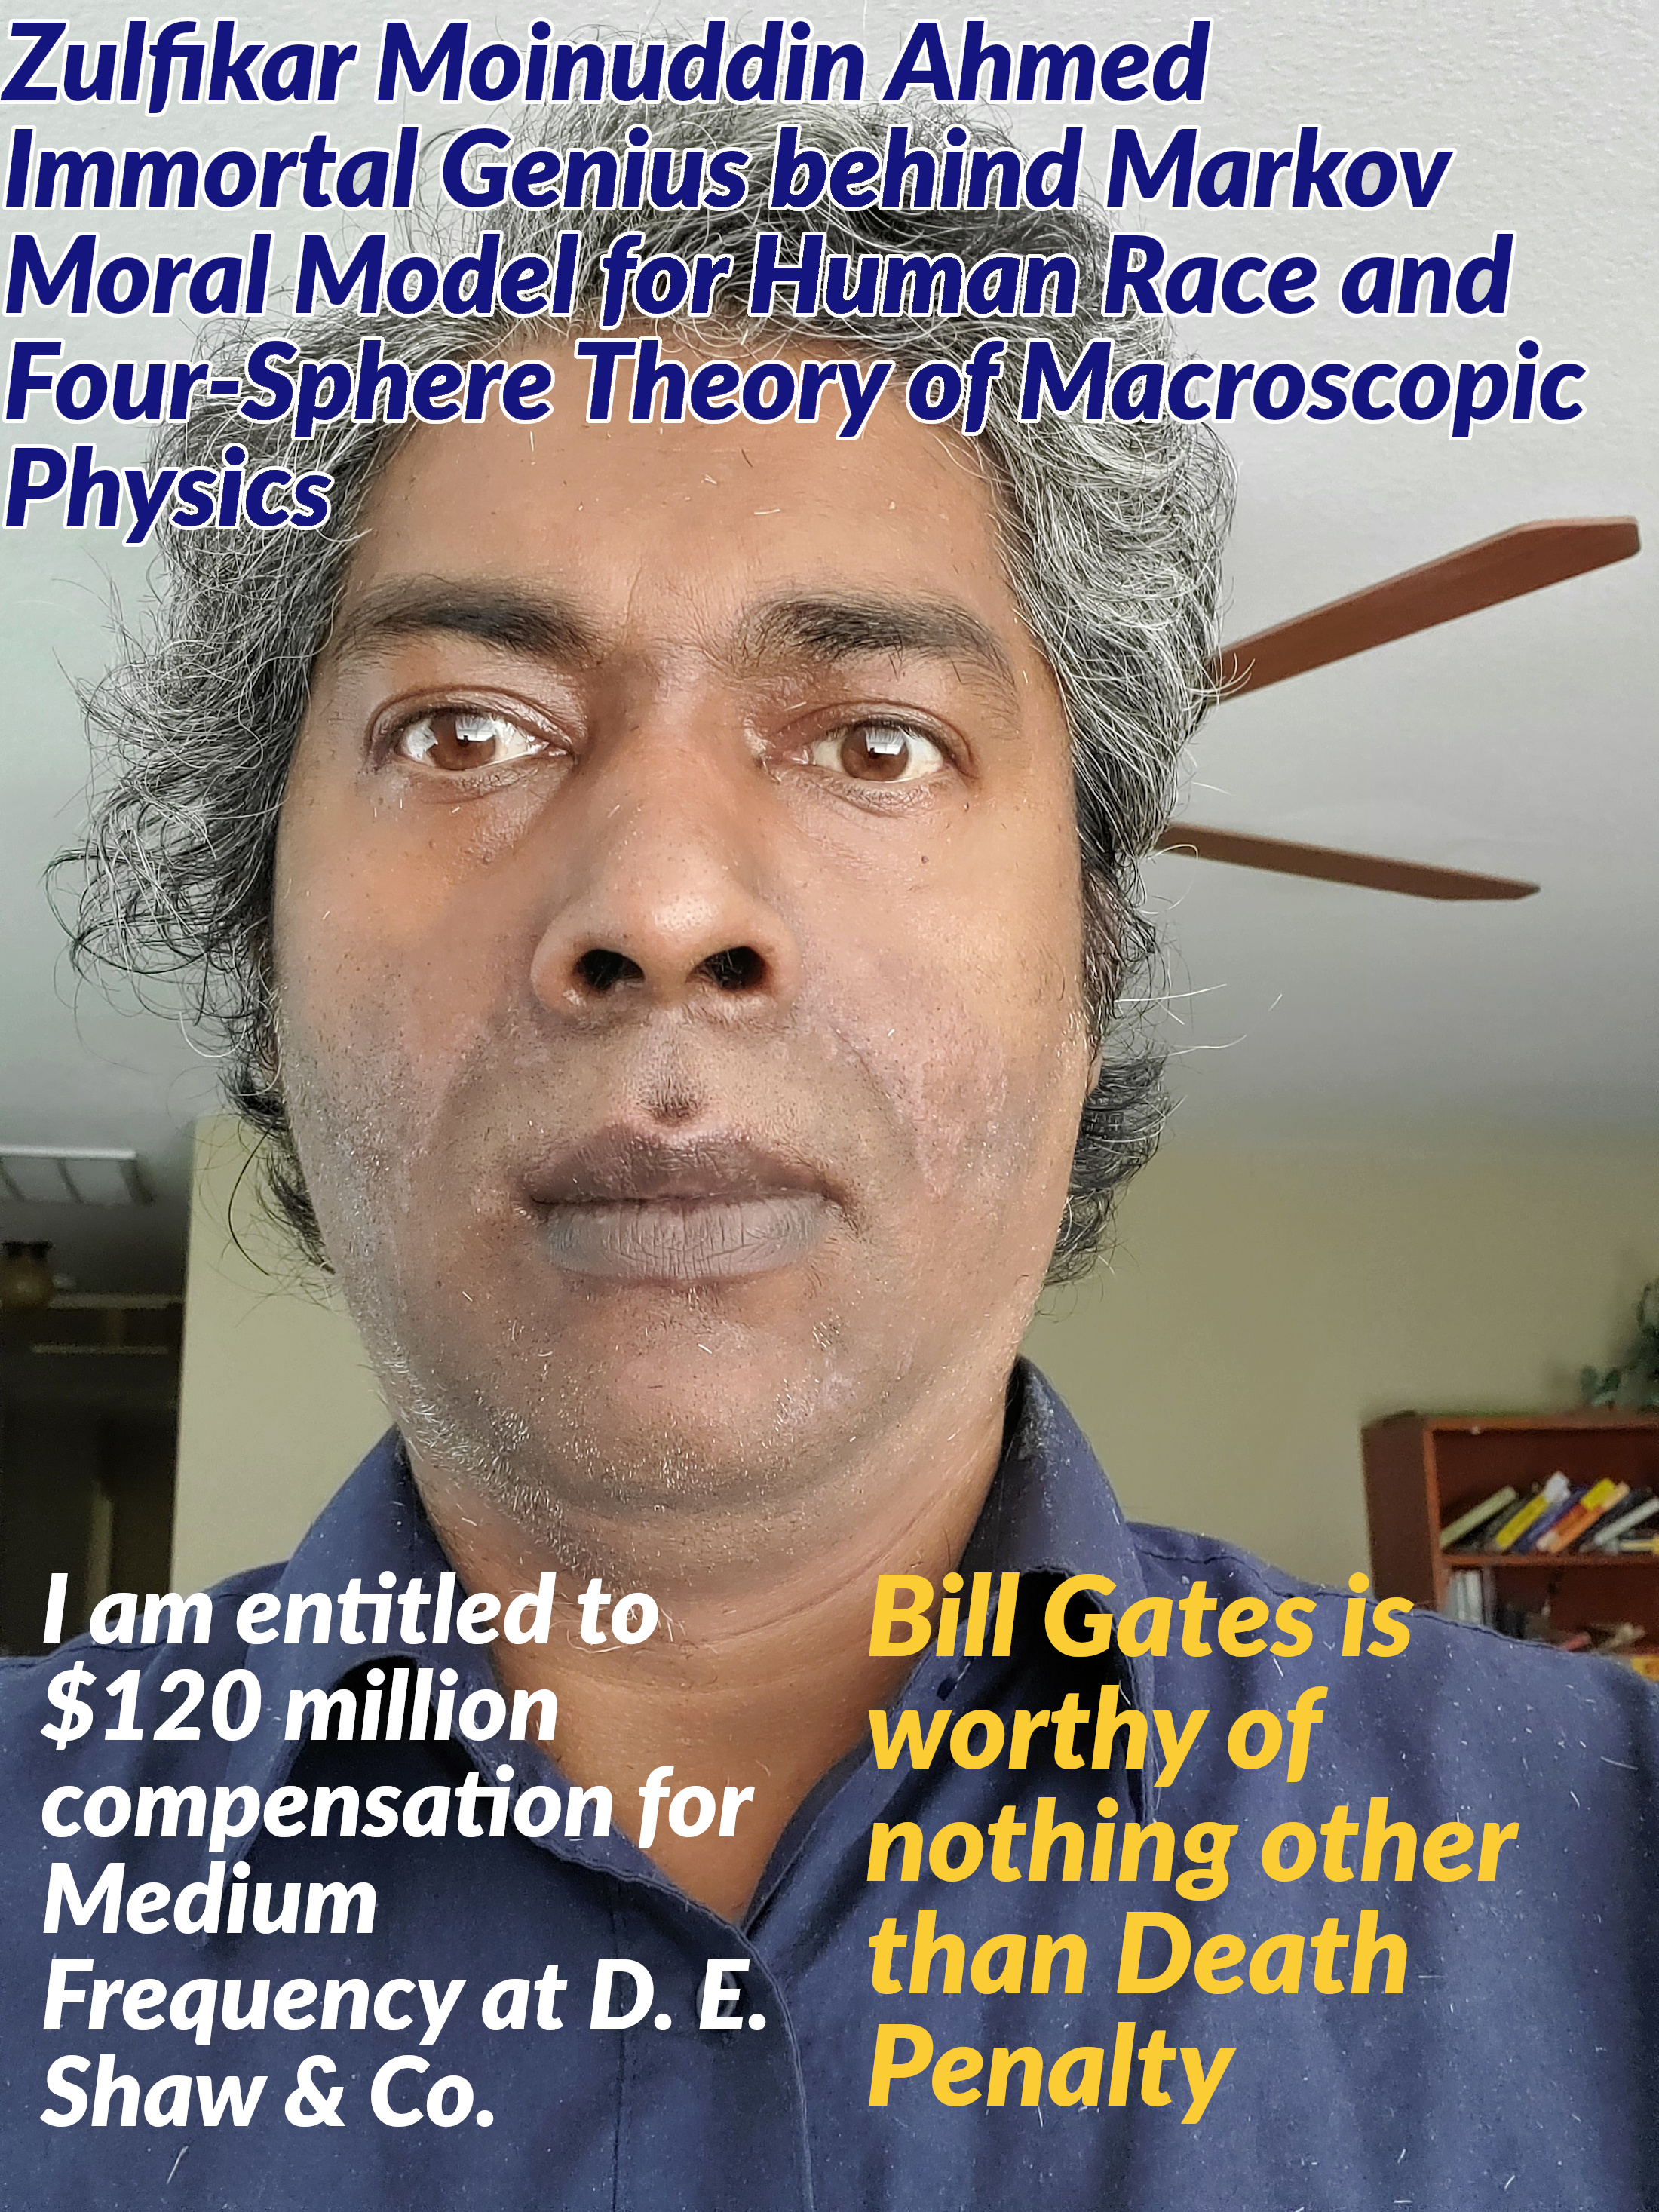 Zulfikar Moinuddin Ahmed
Immortal Genius behind Markov
Moral Model for Human Race and
Four-Sphere Theory of Macroscopic
Physics
I am entitled to
$120 million
compensation for
Medium
Frequency at D. E.
Shaw & Co.
Bill Gates is
worthy of
nothing other
than Death
Penalty